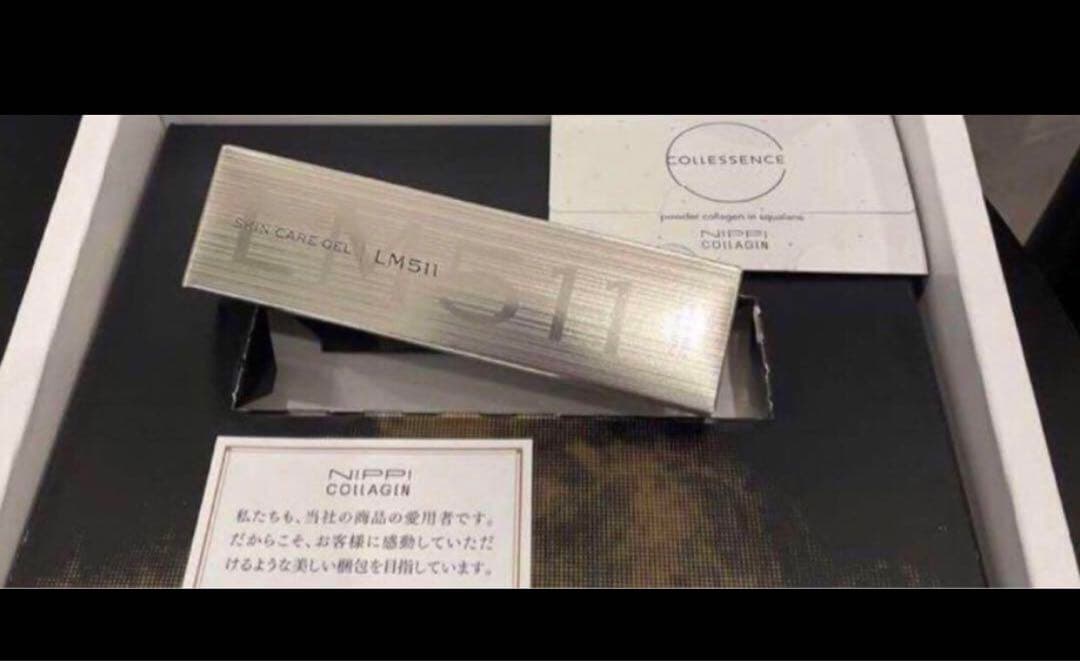 COLLESSENCE
powder collagen in squalane
NIPPI
COllAGIN
SKIN CARE GEL LM511
LM511
NIPPI
COllAGIN
私たちも、当社の商品の愛用者です。
だからこそ、お客様に感動していただ
けるような美しい梱包を目指しています。